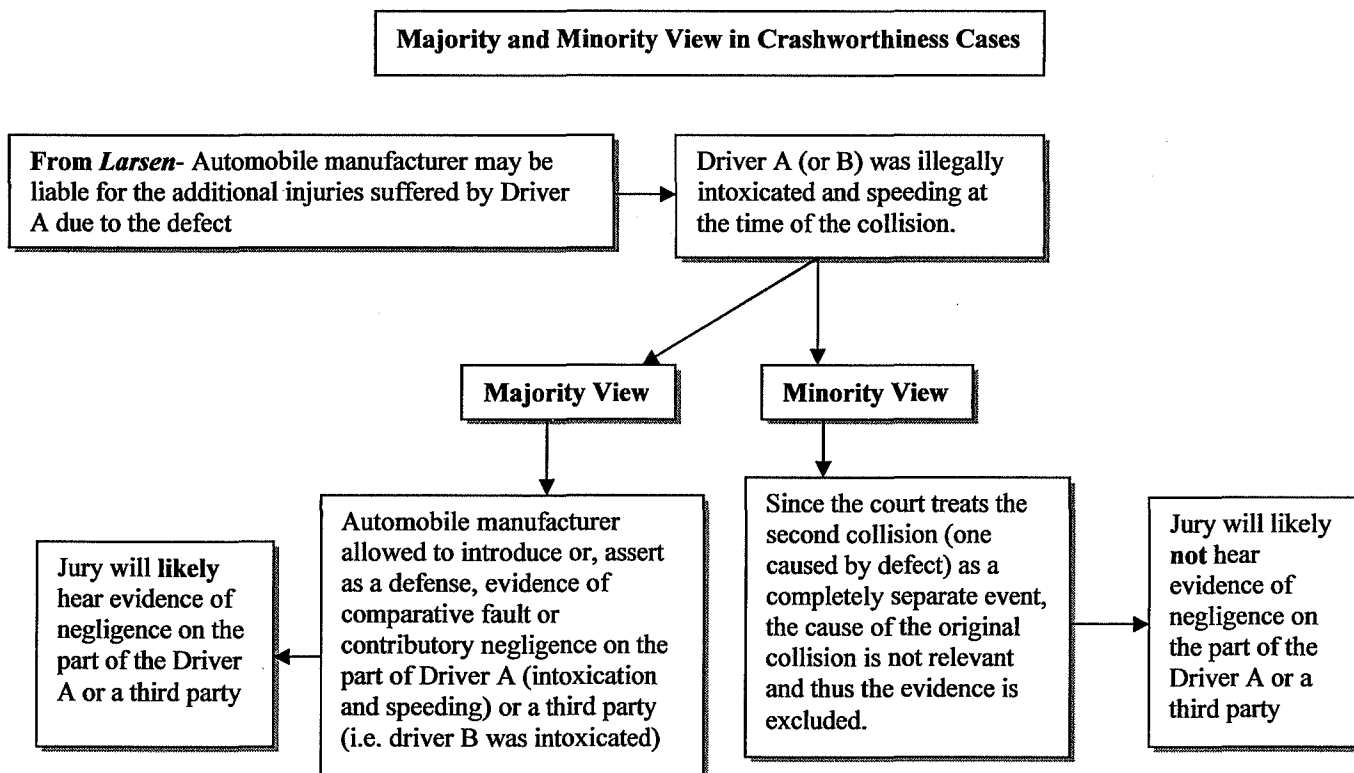 Majority and Minority View in Crashworthiness Cases
From Larsen- Automobile manufacturer may be
liable for the additional injuries suffered by Driver
A due to the defect
Driver A (or B) was illegally
intoxicated and speeding at
the time of the collision.
Majority View
Minority View
Jury will likely
hear evidence of
negligence on the
part of the Driver
A or a third party
Automobile manufacturer
allowed to introduce or, assert
as a defense, evidence of
comparative fault or
contributory negligence on the
part of Driver A (intoxication
and speeding) or a third party
(i.e. driver B was intoxicated)
Since the court treats the
second collision (one
caused by defect) as a
completely separate event,
the cause of the original
collision is not relevant
and thus the evidence is
excluded.
Jury will likely
not hear
evidence of
negligence on
the part of the
Driver A or a
third party